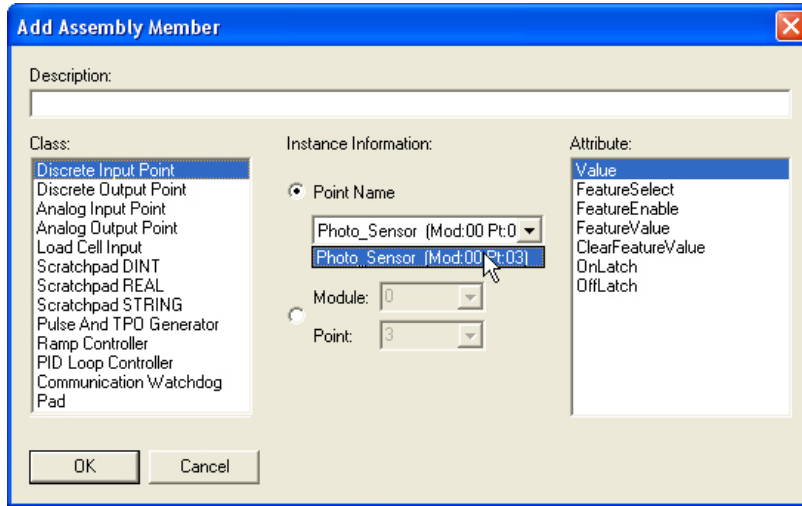 Add Assembly Member
Description:
Class:
Discrete Input Point
Discrete Output Point
Analog Input Point
Analog Output Point
Load Cell Input
Scratchpad DINT
Scratchpad REAL
Scratchpad STRING
Pulse And TPO Generator
Ramp Controller
PID Loop Controller
Communication Watchdog
Pad
Instance Information:
Point Name
Photo_Sensor (Mod:00 Pt:0
Photo_Sensor (Mod:00 Pt:03)
Module: 0
Point: 3
Attribute:
Value
FeatureSelect
FeatureEnable
FeatureValue
ClearFeatureValue
OnLatch
OffLatch
OK Cancel